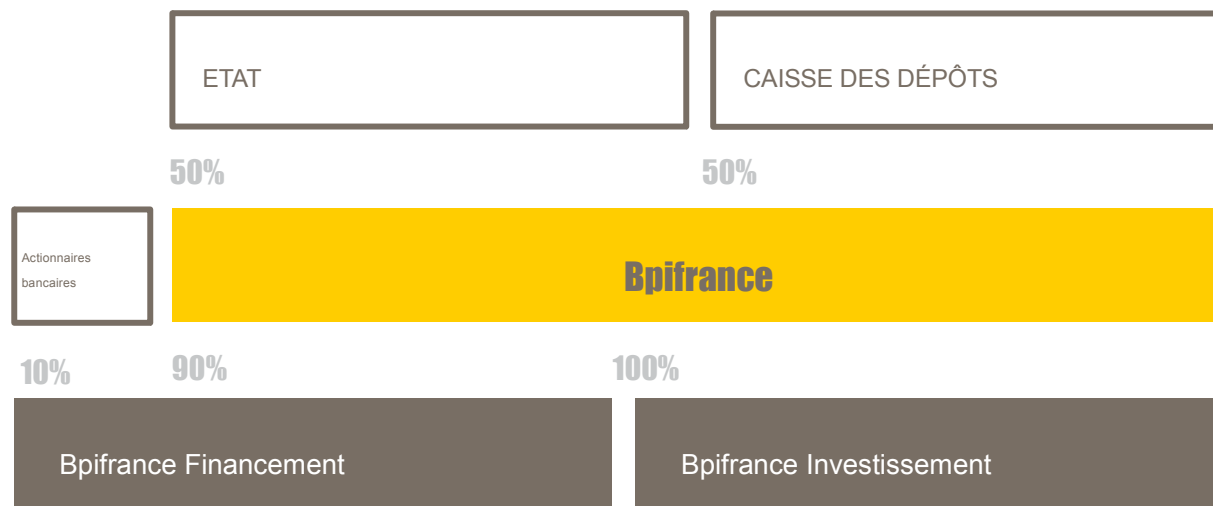 ETAT
CAISSE DES DÉPÔTS
50%
50%
Actionnaires
bancaires
Bpifrance
10%
90%
100%
Bpifrance Financement
Bpifrance Investissement